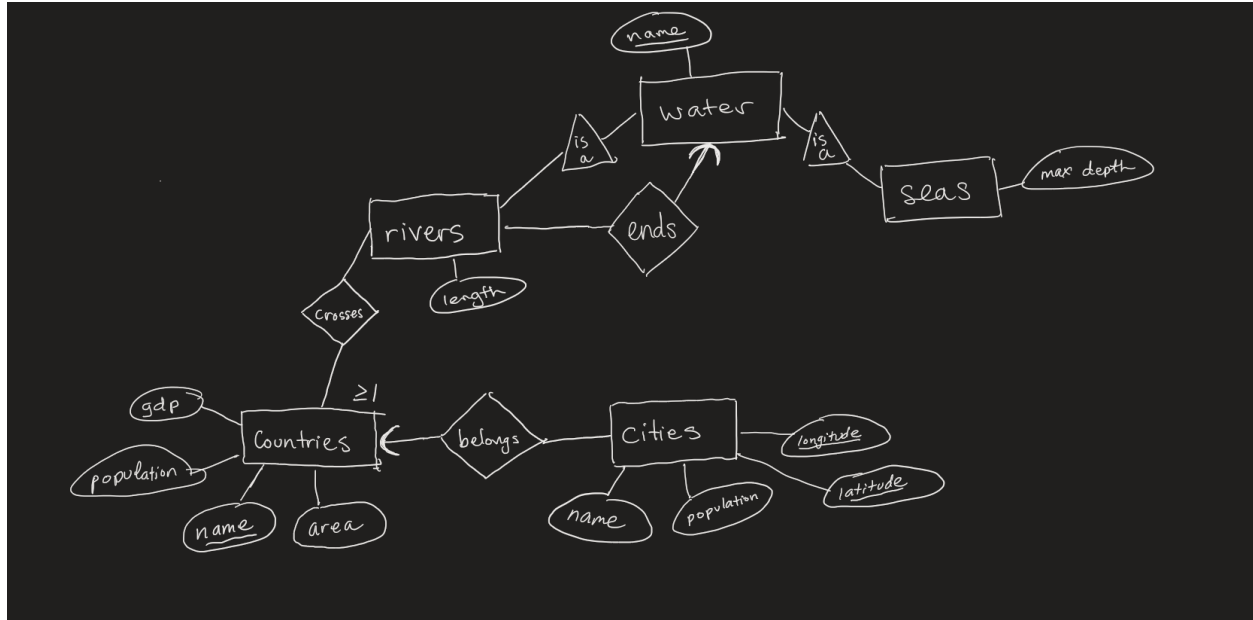 name
water
is
a
is
a
seas
max depth
rivers
ends
length
crosses
≥1
gdp
countries
belongs
cities
longitude
population
latitude
name
area
name
population